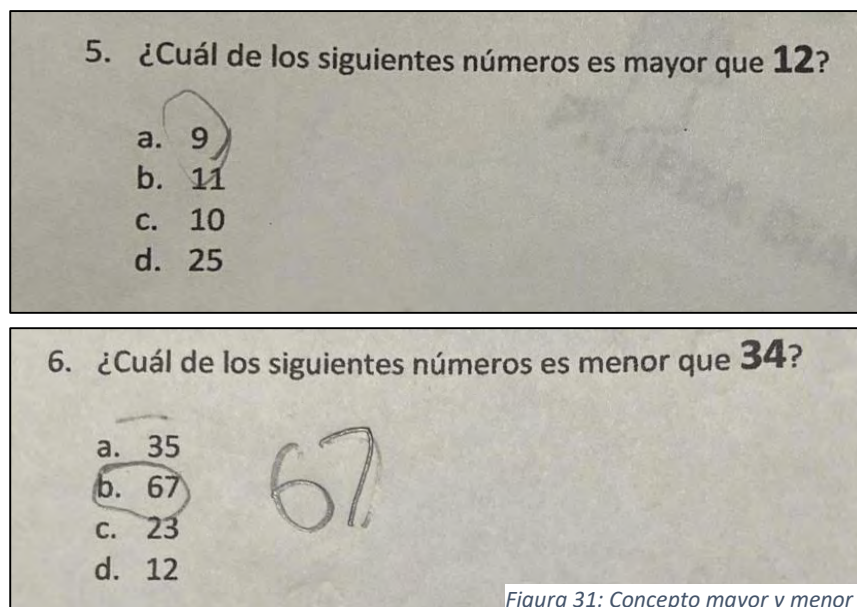 5. ¿Cuál de los siguientes números es mayor que 12?
a. 9
b. 11
c. 10
d. 25
6. ¿Cuál de los siguientes números es menor que 34?
a. 35
b. 67
67
c. 23
d. 12
Figura 31: Concepto mayor y menor